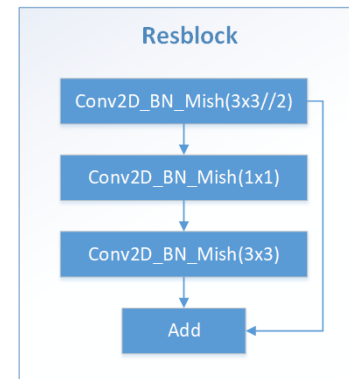 Resblock
Conv2D_BN_Mish(3x3//2)
Conv2D_BN_Mish(1x1)
Conv2D_BN_Mish(3x3)
Add